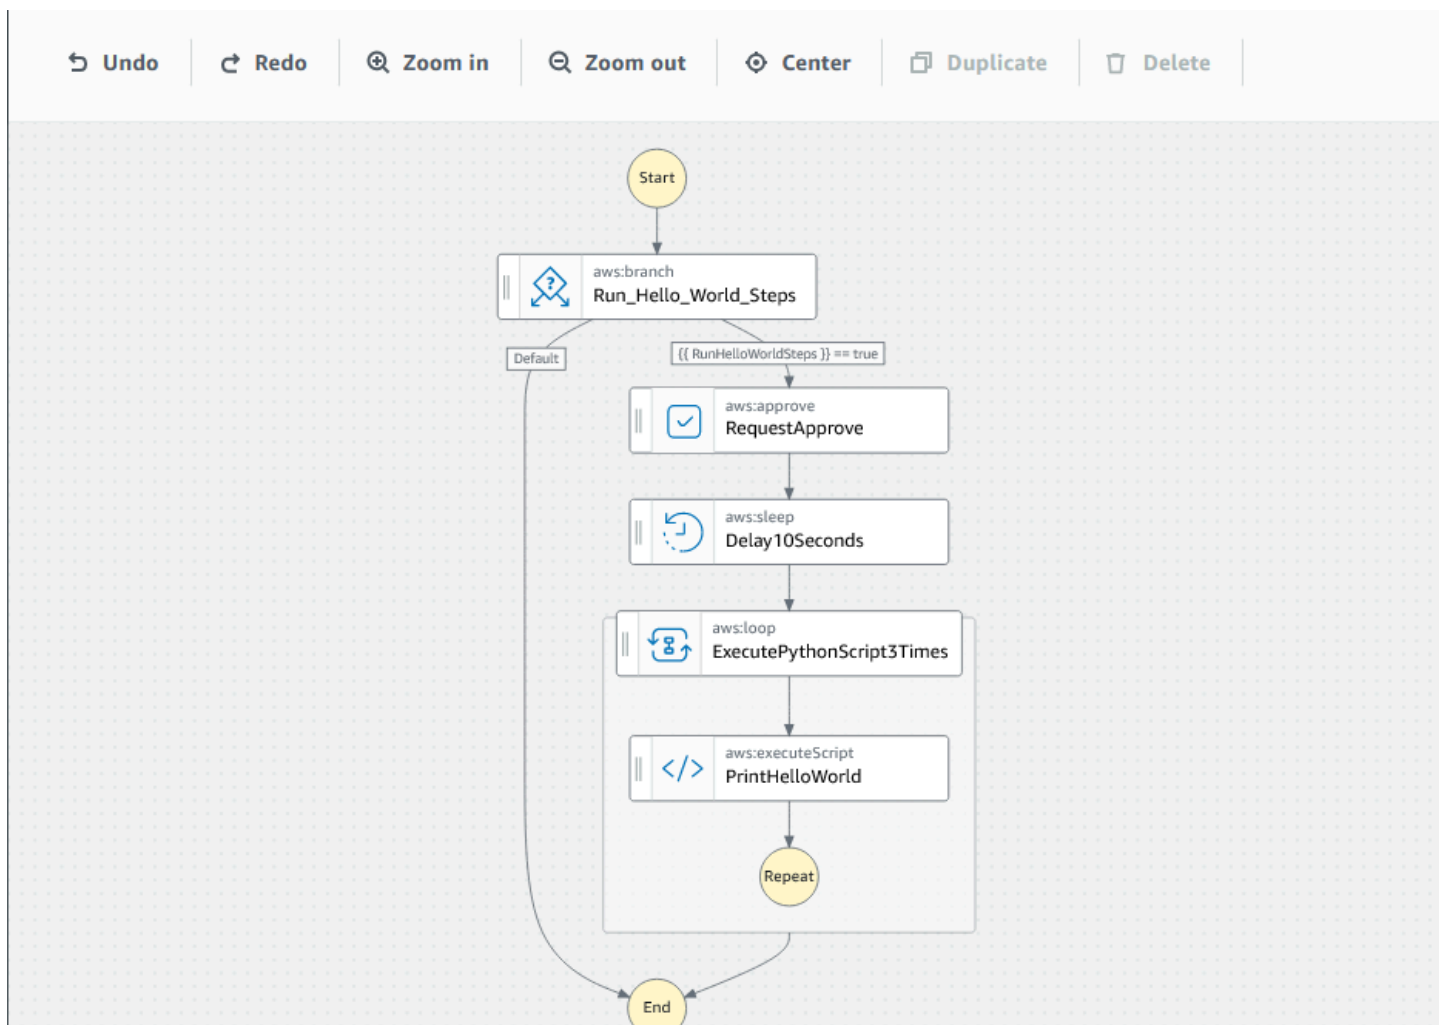 Undo
Redo
Zoom in
Zoom out
Center
Duplicate
Delete
Start
aws:branch
Run_Hello_World_Steps
Default
{{ RunHelloWorldSteps }} == true
aws:approve
RequestApprove
aws:sleep
Delay10Seconds
aws:loop
ExecutePythonScript3Times
aws:executeScript
PrintHelloWorld
Repeat
End